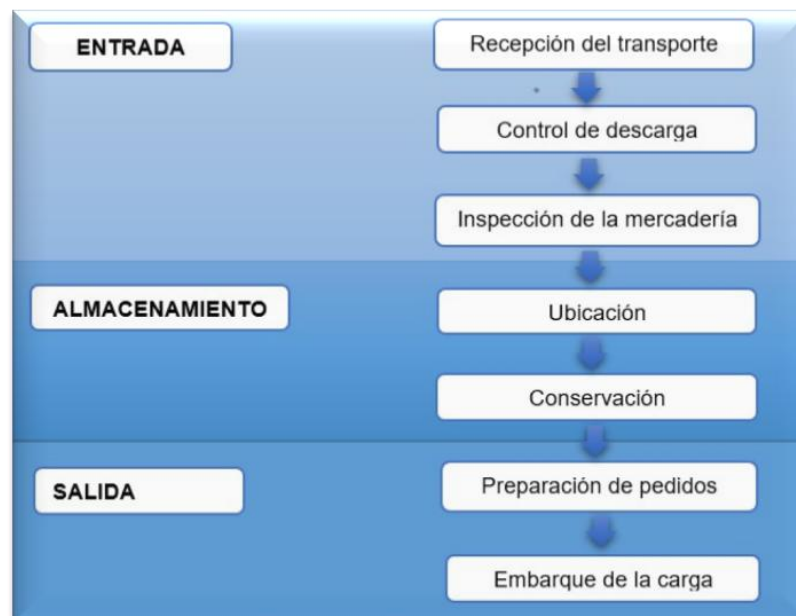 ENTRADA
Recepción del transporte
Control de descarga
Inspección de la mercadería
ALMACENAMIENTO
Ubicación
Conservación
SALIDA
Preparación de pedidos
Embarque de la carga